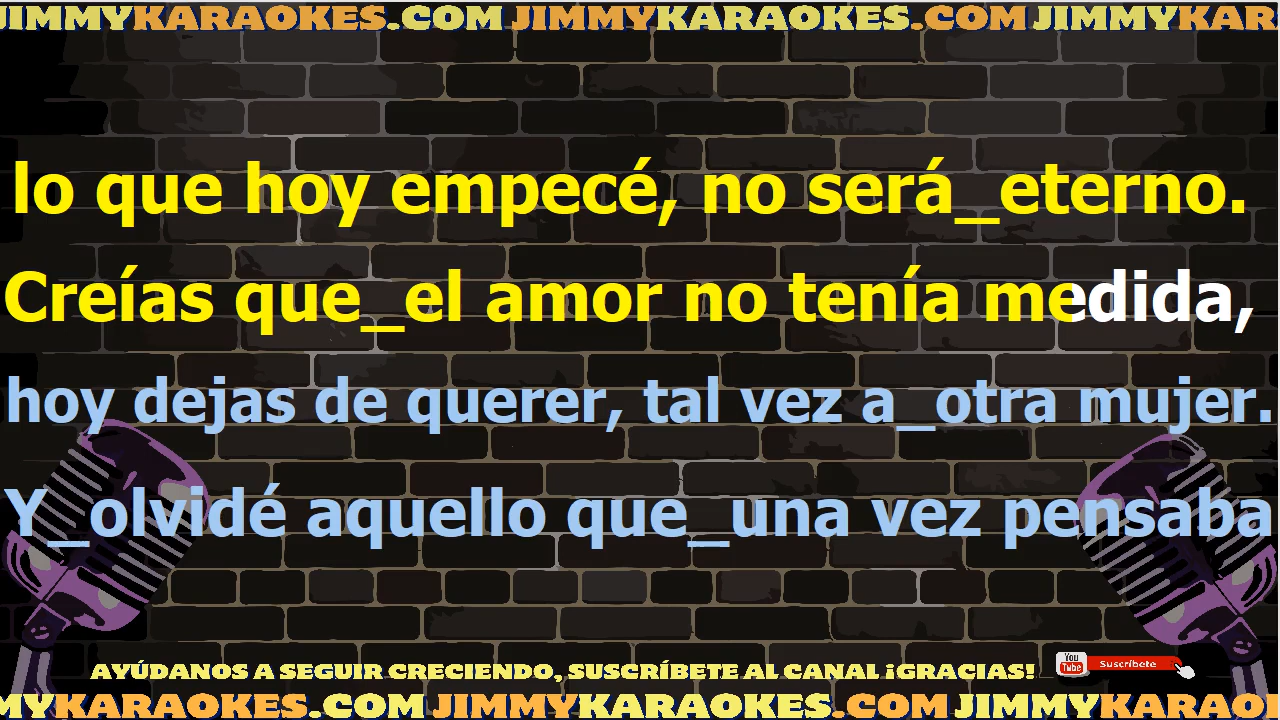 JIMMYKARAOKES.COM JIMMYKARAOKES.COM JIMMYKAR
lo que hoy empecé, no será_eterno.
Creías que_el amor no tenía medida,
hoy dejas de querer, tal vez a_otra mujer.
Y_olvidé aquello que_una vez pensaba
AYÚDANOS A SEGUIR CRECIENDO, SUSCRÍBETE AL CANAL ¡GRACIAS!
You Tube Suscríbete
MYKARAOKES.COM JIMMYKARAOKES.COM JIMMYKARAO